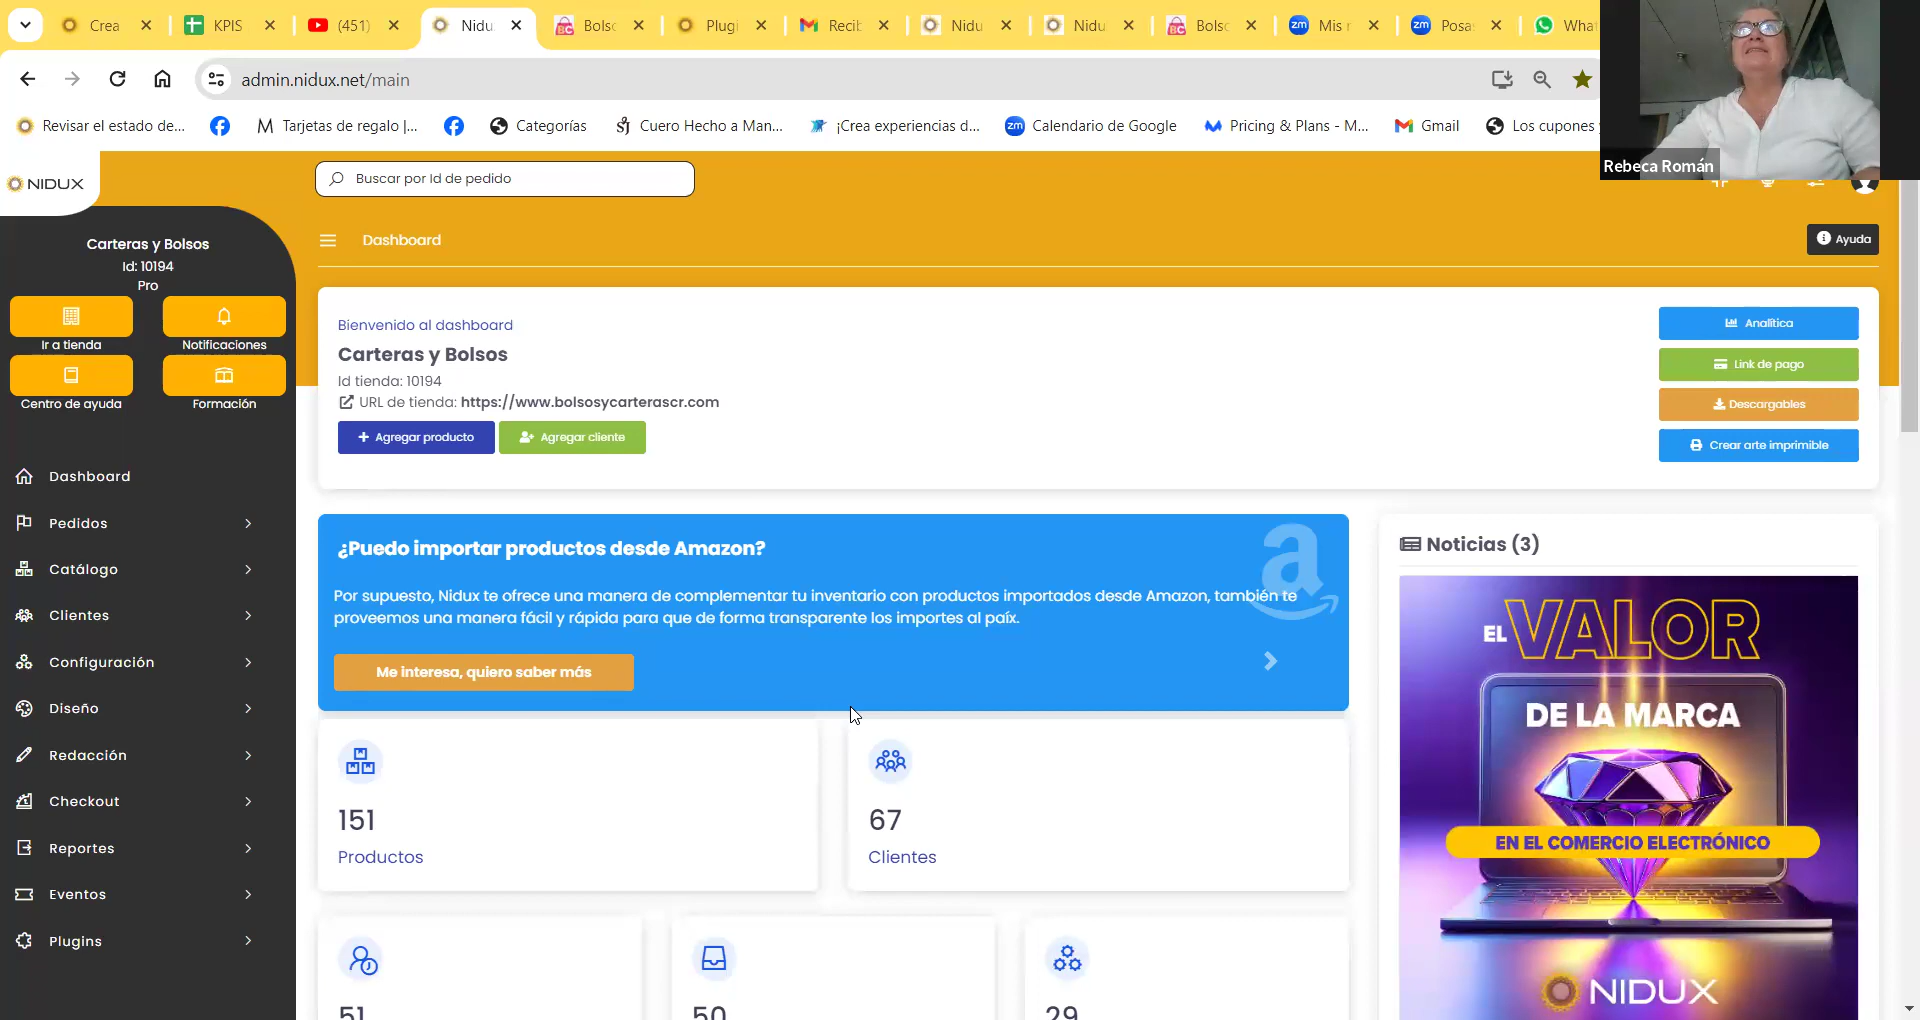 Crea
KPIS
(451)
Nidu
Bols
Plugi
Recib
Nidu
Nidu
Bols
Mis r
Posa
What
admin.nidux.net/main
Revisar el estado de...
Tarjetas de regalo |...
Categorías
Cuero Hecho a Man...
¡Crea experiencias d...
Calendario de Google
Pricing & Plans - M...
Gmail
Los cupones y
Rebeca Román
NIDUX
Buscar por Id de pedido
Carteras y Bolsos
Id: 10194
Pro
Ir a tienda
Notificaciones
Centro de ayuda
Formación
Dashboard
Pedidos
Catálogo
Clientes
Configuración
Diseño
Redacción
Checkout
Reportes
Eventos
Plugins
Dashboard
Ayuda
Bienvenido al dashboard
Carteras y Bolsos
Id tienda: 10194
URL de tienda: https://www.bolsosycarterascr.com
Agregar producto
Agregar cliente
Analítica
Link de pago
Descargables
Crear arte imprimible
¿Puedo importar productos desde Amazon?
Por supuesto, Nidux te ofrece una manera de complementar tu inventario con productos importados desde Amazon, también te
proveemos una manera fácil y rápida para que de forma transparente los importes al país.
Me interesa, quiero saber más
151
Productos
67
Clientes
51
50
29
Noticias (3)
EL VALOR
DE LA MARCA
EN EL COMERCIO ELECTRÓNICO
NIDUX